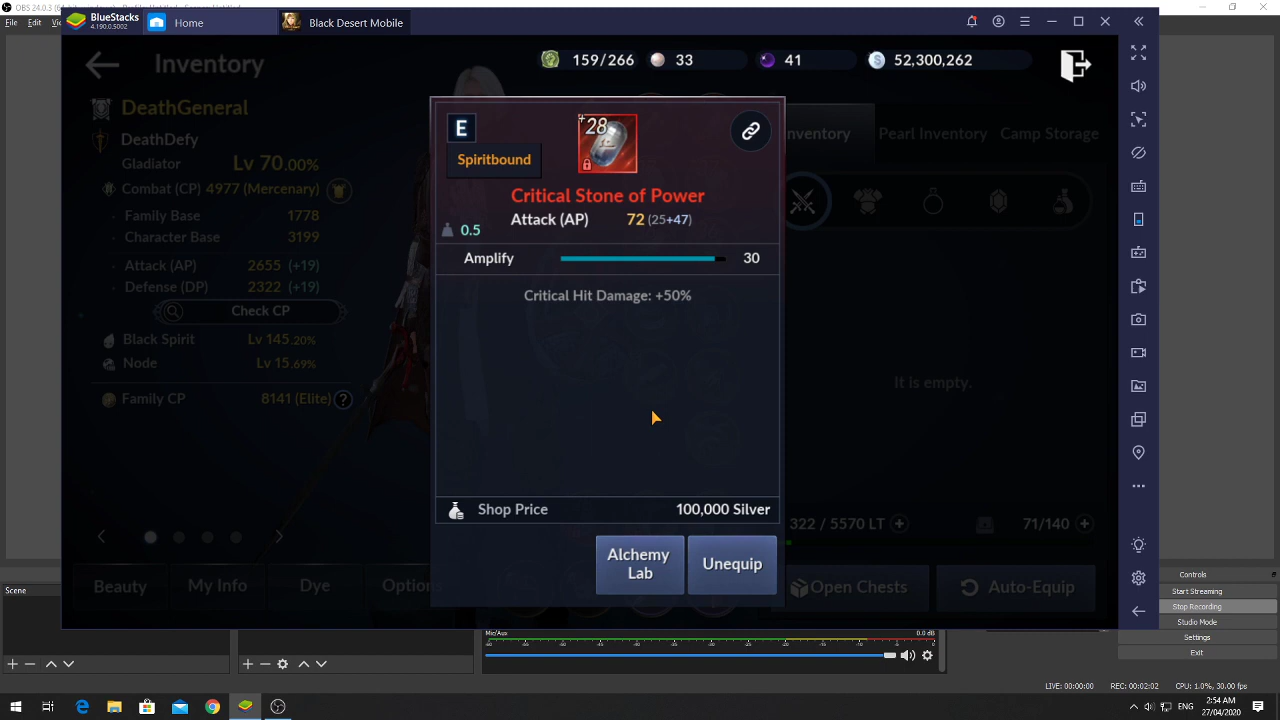 OBS 24.0.3
File
BlueStacks
4.190.0.5002
Home
Black Desert Mobile
Inventory
159/266
33
41
52,300,262
DeathGeneral
DeathDefy
Gladiator
Lv 70.00%
Combat (CP) 4977 (Mercenary)
Family Base 1778
Character Base 3199
Attack (AP) 2655 (+19)
Defense (DP) 2322 (+19)
Check CP
Black Spirit Lv 145.20%
Node Lv 15.69%
Family CP 8141 (Elite) ?
E
Spiritbound
+28
Critical Stone of Power
0.5
Attack (AP) 72 (25+47)
Amplify 30
Critical Hit Damage: +50%
Shop Price 100,000 Silver
Alchemy
Lab
Unequip
nventory
Pearl Inventory
Camp Storage
It is empty.
322 / 5570 LT
71/140
Beauty
My Info
Dye
Option
Open Chests
Auto-Equip
Scene
Mic/Aux
0.0 dB
Controls
Start Streaming
Stop Recording
Studio Mode
Settings
Exit
LIVE: 00:00:00
REC: 00:02:02
CPU: 1.0%, 30.00 fps
ENG
2:54 AM
27/04/2020